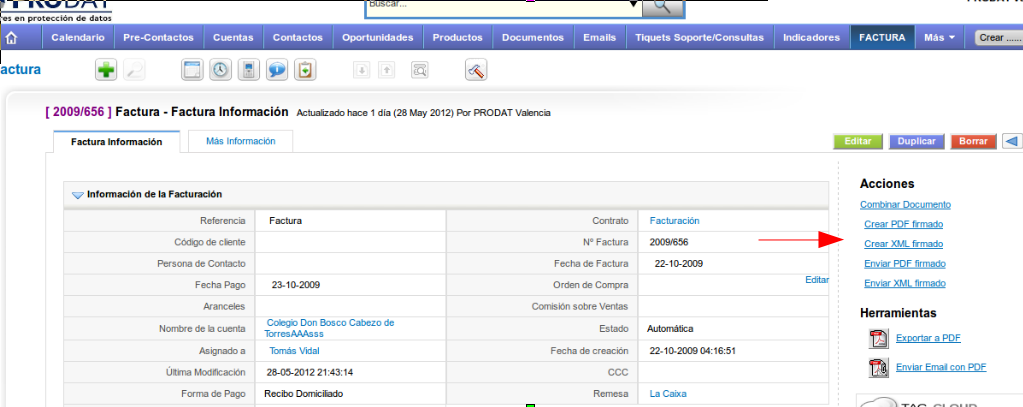 PRODAT
res en protección de datos
Buscar...
Calendario Pre-Contactos Cuentas Contactos Oportunidades Productos Documentos Emails Tiquets Soporte/Consultas Indicadores FACTURA Más Crear ......
actura
[ 2009/656 ] Factura - Factura Información Actualizado hace 1 día (28 May 2012) Por PRODAT Valencia
Factura Información Más Información
Editar Duplicar Borrar
Información de la Facturación
Referencia Factura Contrato Facturación
Código de cliente Nº Factura 2009/656
Persona de Contacto Fecha de Factura 22-10-2009
Fecha Pago 23-10-2009 Orden de Compra Editar
Aranceles Comisión sobre Ventas
Nombre de la cuenta Colegio Don Bosco Cabezo de
TorresAAAsss Estado Automática
Asignado a Tomás Vidal Fecha de creación 22-10-2009 04:16:51
Última Modificación 28-05-2012 21:43:14 CCC
Forma de Pago Recibo Domiciliado Remesa La Caixa
Acciones
Combinar Documento
Crear PDF firmado
Crear XML firmado
Enviar PDF firmado
Enviar XML firmado
Herramientas
Exportar a PDF
Enviar Email con PDF
TAG CLOUD